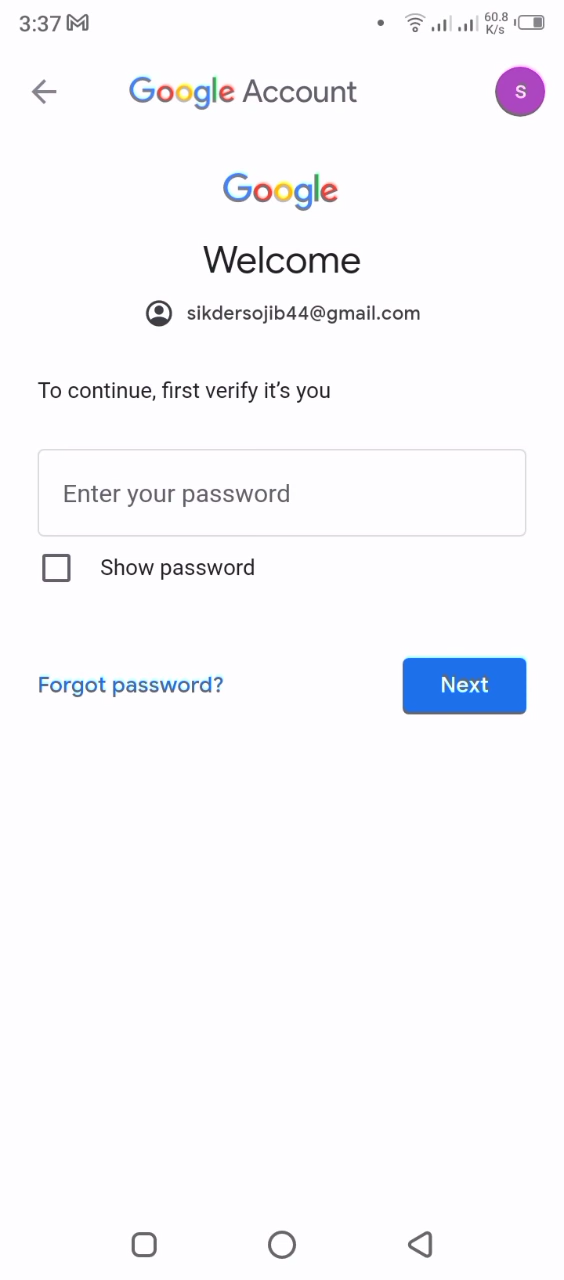 3:37
60.8
K/s
Google Account
S
Google
Welcome
sikdersojib44@gmail.com
To continue, first verify it’s you
Enter your password
Show password
Forgot password?
Next